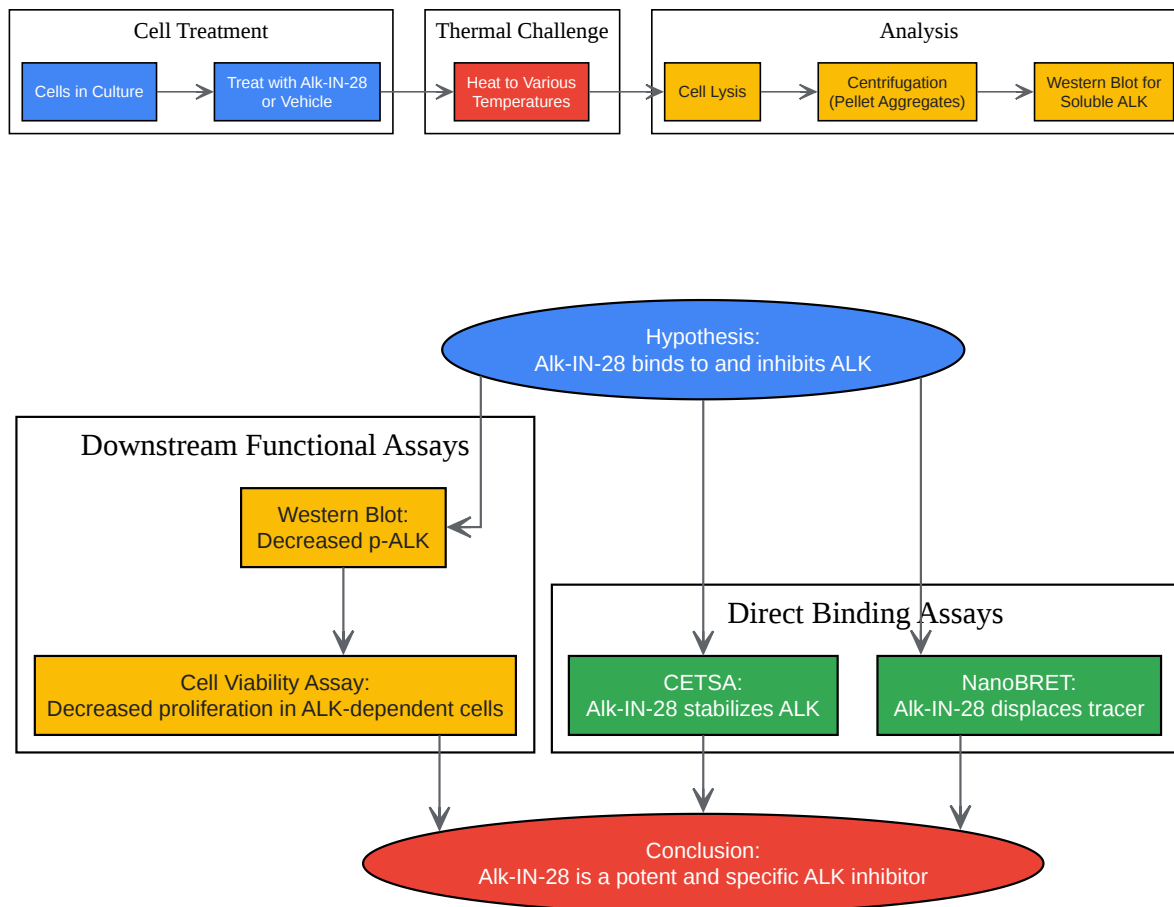 Cell Treatment
Cells in Culture
Treat with Alk-IN-28
or Vehicle
Thermal Challenge
Heat to Various
Temperatures
Analysis
Cell Lysis
Centrifugation
(Pellet Aggregates)
Western Blot for
Soluble ALK
Hypothesis:
Alk-IN-28 binds to and inhibits ALK
Downstream Functional Assays
Western Blot:
Decreased p-ALK
Cell Viability Assay:
Decreased proliferation in ALK-dependent cells
Direct Binding Assays
CETSA:
Alk-IN-28 stabilizes ALK
NanoBRET:
Alk-IN-28 displaces tracer
Conclusion:
Alk-IN-28 is a potent and specific ALK inhibitor